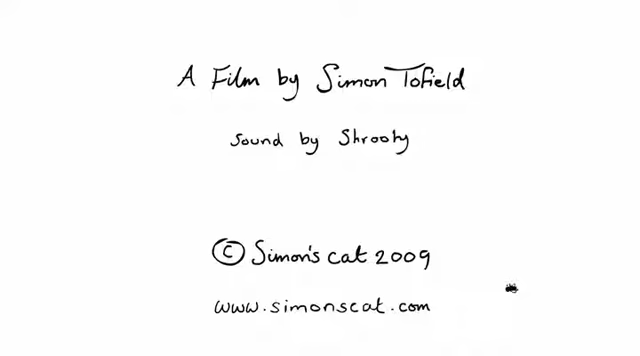 A Film by Simon Tofield
Sound by Shrooty
© Simon's cat 2009
www.simonscat.com